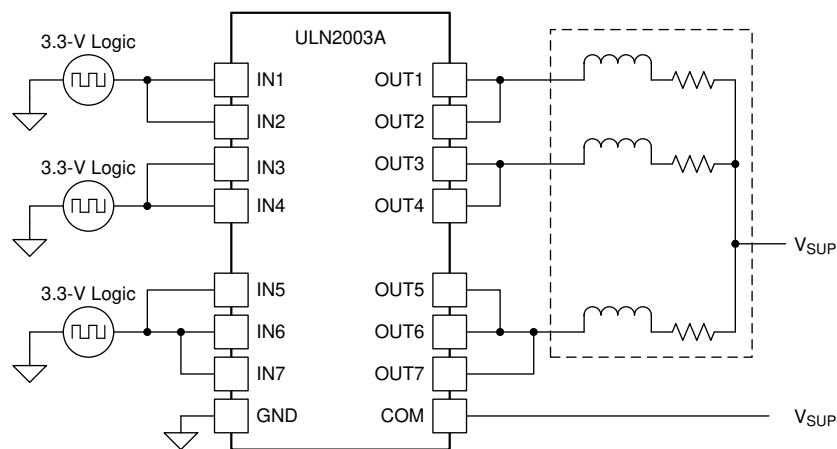 3.3-V Logic
ULN2003A
IN1
OUT1
IN2
OUT2
3.3-V Logic
IN3
OUT3
IN4
OUT4
V_SUP
3.3-V Logic
IN5
OUT5
IN6
OUT6
IN7
OUT7
GND
COM
V_SUP